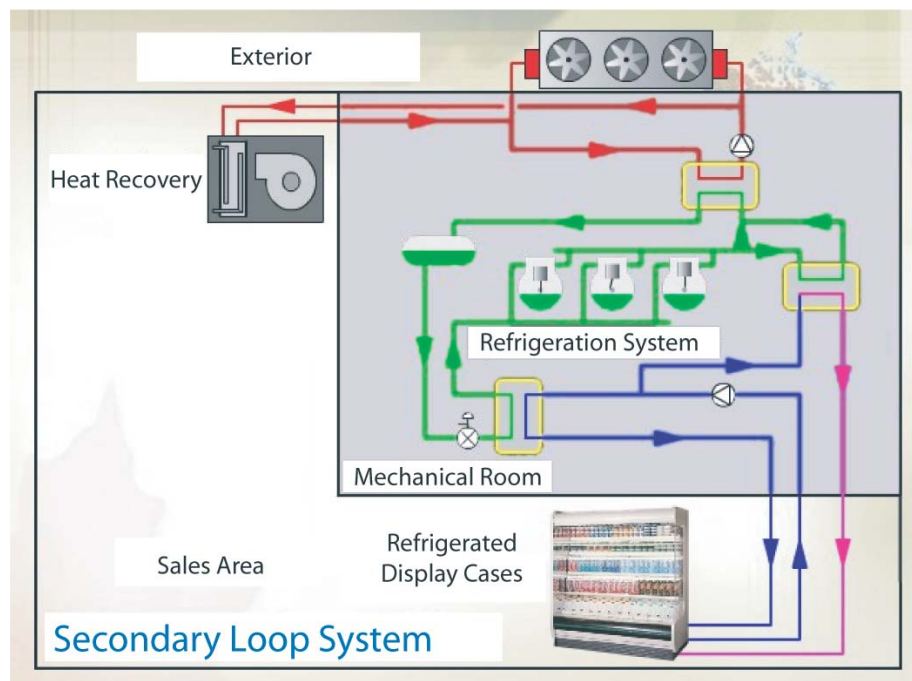 Exterior
Heat Recovery
Refrigeration System
Mechanical Room
Refrigerated
Display Cases
Sales Area
Secondary Loop System